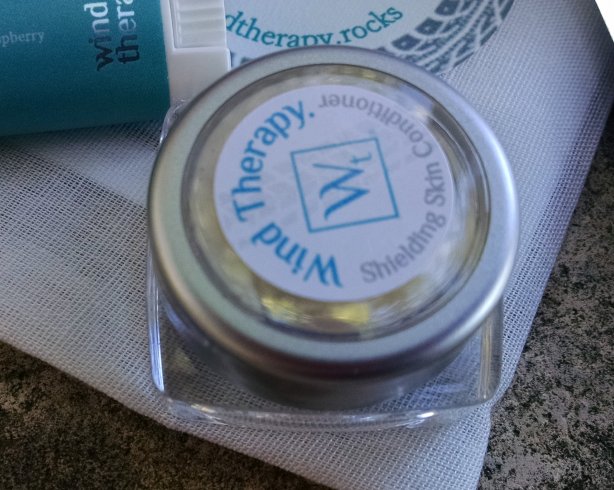 wind
thera
pberry
dtherapy.rocks
Wind Therapy.
Wt
Shielding Skin Conditioner